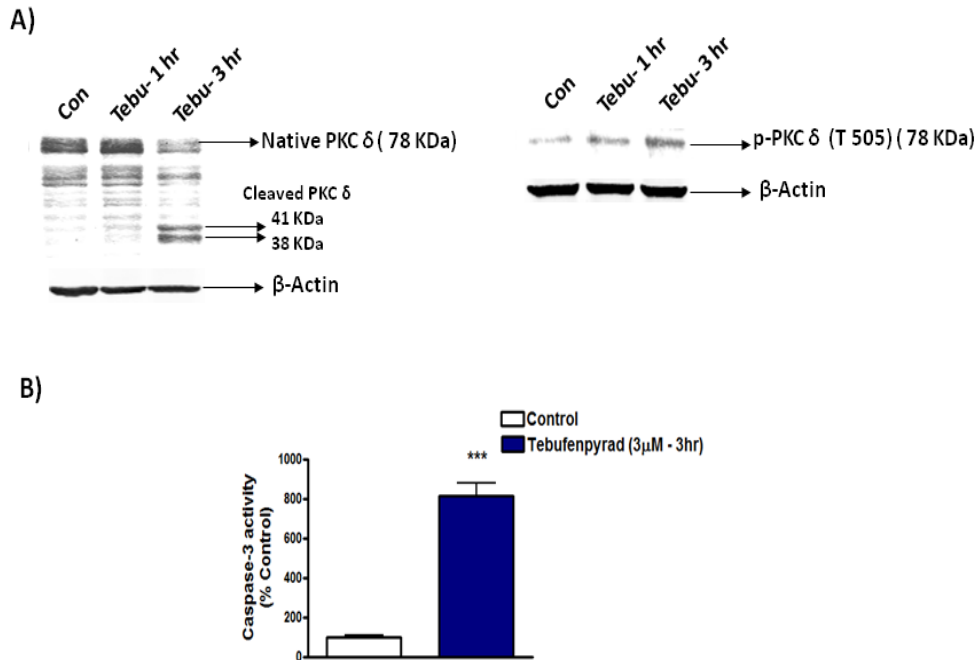 A)
Con
Tebu- 1 hr
Tebu- 3 hr
Native PKC δ ( 78 KDa)
Cleaved PKC δ
41 KDa
38 KDa
β-Actin
Con
Tebu- 1 hr
Tebu- 3 hr
p-PKC δ (T 505) ( 78 KDa)
β-Actin
B)
Control
Tebufenpyrad (3μM - 3hr)
***
Caspase-3 activity
(% Control)
1000
800
600
400
200
0